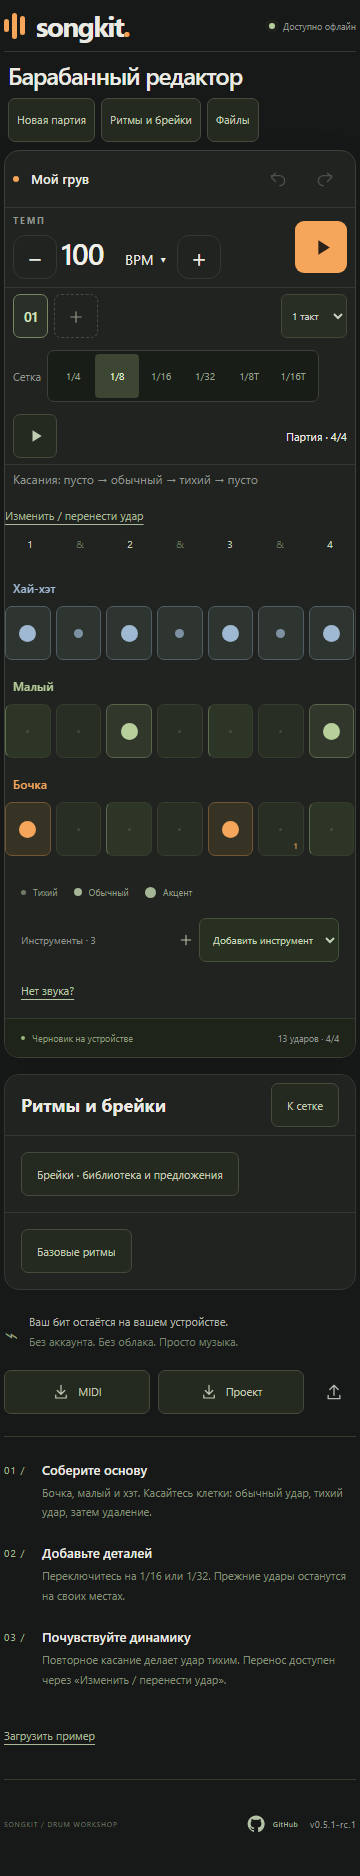 songkit.
Доступно офлайн
Барабанный редактор
Новая партия
Ритмы и брейки
Файлы
Мой грув
ТЕМП
− 100 BPM ▾ +
01 +
1 такт
Сетка 1/4 1/8 1/16 1/32 1/8T 1/16T
Партия · 4/4
Касания: пусто → обычный → тихий → пусто
Изменить / перенести удар
1 & 2 & 3 & 4
Хай-хэт
Малый
Бочка
1
Тихий Обычный Акцент
Инструменты · 3
+ Добавить инструмент
Нет звука?
Черновик на устройстве
13 ударов · 4/4
Ритмы и брейки
К сетке
Брейки · библиотека и предложения
Базовые ритмы
Ваш бит остаётся на вашем устройстве.
Без аккаунта. Без облака. Просто музыка.
MIDI
Проект
01 / Соберите основу
Бочка, малый и хэт. Касайтесь клетки: обычный удар, тихий
удар, затем удаление.
02 / Добавьте деталей
Переключитесь на 1/16 или 1/32. Прежние удары останутся
на своих местах.
03 / Почувствуйте динамику
Повторное касание делает удар тихим. Перенос доступен
через «Изменить / перенести удар».
Загрузить пример
SONGKIT / DRUM WORKSHOP
GitHub
v0.5.1-rc.1